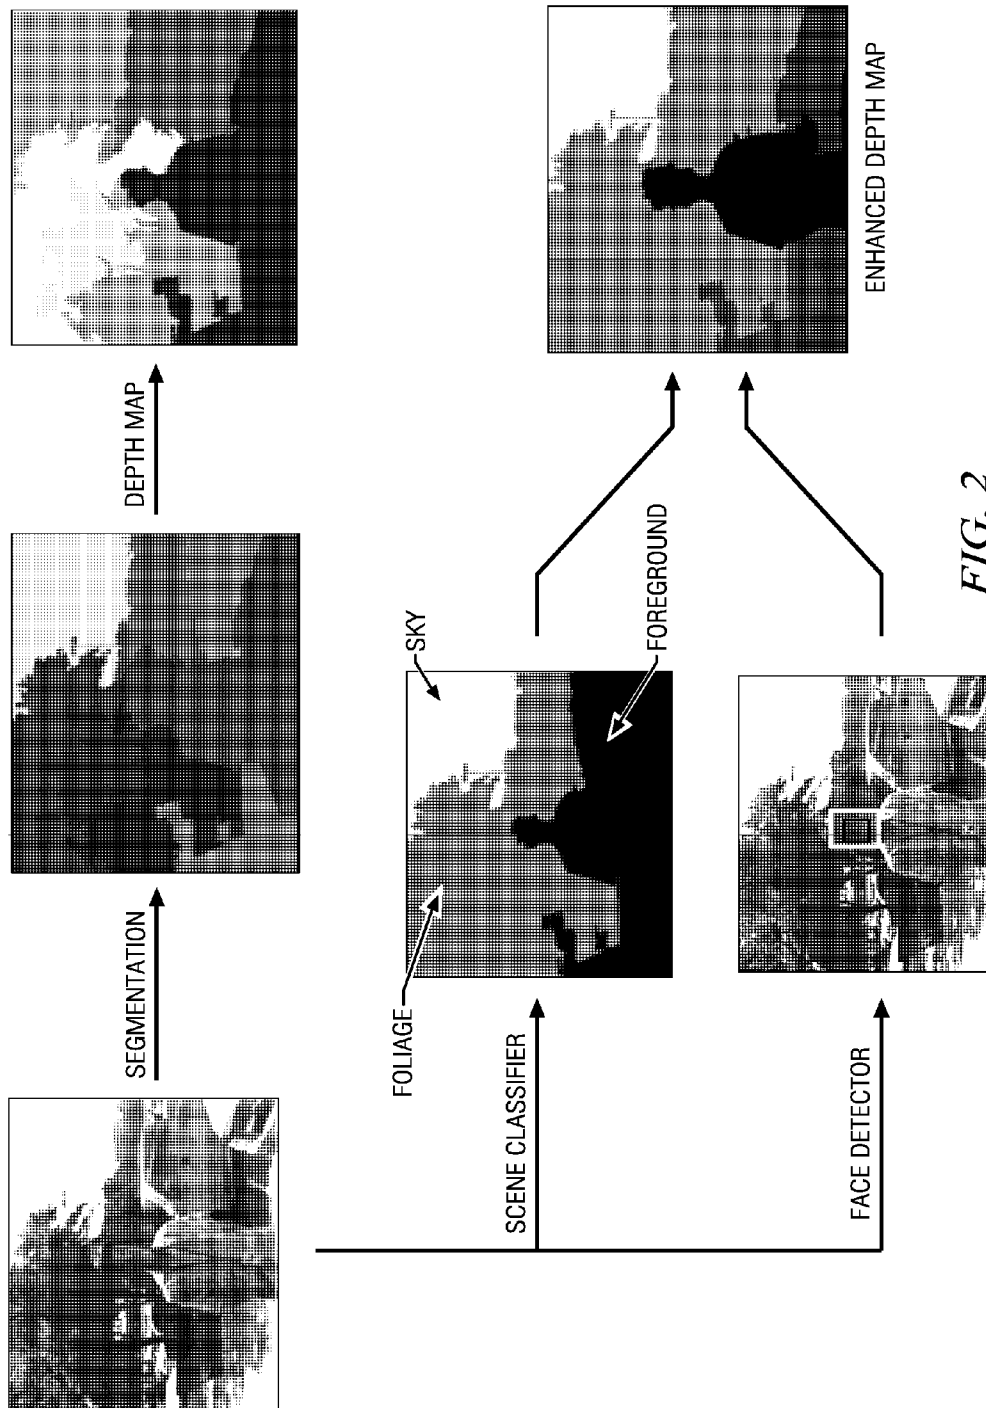 SEGMENTATION
DEPTH MAP
FOLIAGE
SKY
SCENE CLASSIFIER
FOREGROUND
FACE DETECTOR
ENHANCED DEPTH MAP
FIG. 2